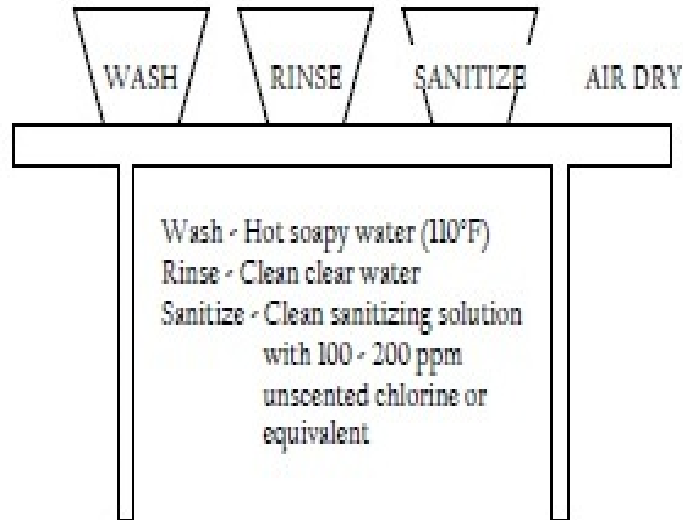 WASH RINSE SANITIZE AIR DRY
Wash - Hot soapy water (110°F)
Rinse - Clean clear water
Sanitize - Clean sanitizing solution
with 100 - 200 ppm
unscented chlorine or
equivalent